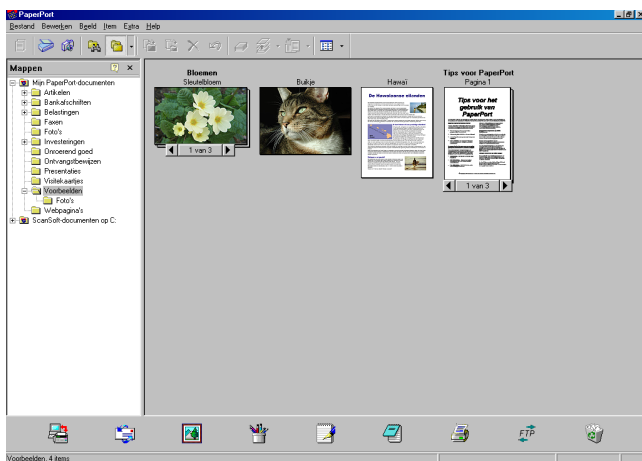 PaperPort
Bestand Bewerken Beeld Item Extra Help
Mappen
Mijn PaperPort-documenten
Artikelen
Bankafschriften
Belastingen
Faxen
Foto's
Investeringen
Onroerend goed
Ontvangstbewijzen
Presentaties
Visitekaartjes
Voorbeelden
Foto's
Webpagina's
ScanSoft-documenten op C:
Bloemen
Sleutelbloem
1 van 3
Buikje
Hawaï
De Hawaïaanse eilanden
Tips voor PaperPort
Pagina 1
Tips voor het
gebruik van
PaperPort
1 van 3
FTP
Voorbeelden, 4 items